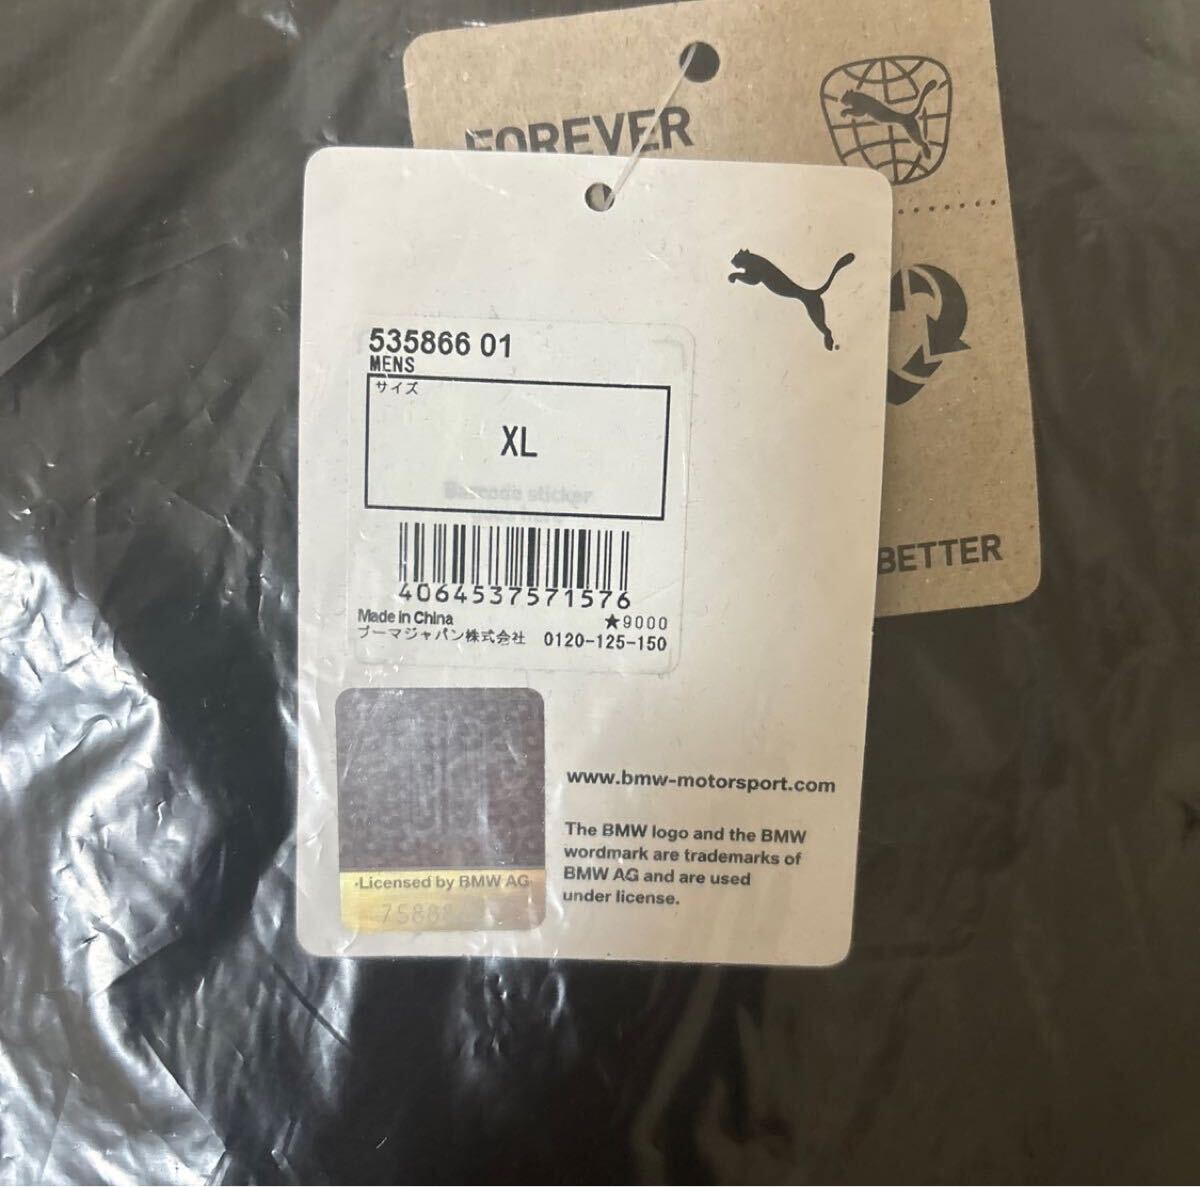 FOREVER
535866 01
MENS
サイズ
XL
Barcode sticker
4064537571576
Made in China
★9000
プーマジャパン株式会社 0120-125-150
BETTER
www.bmw-motorsport.com
The BMW logo and the BMW
wordmark are trademarks of
BMW AG and are used
under license.
·Licensed by BMW AG·